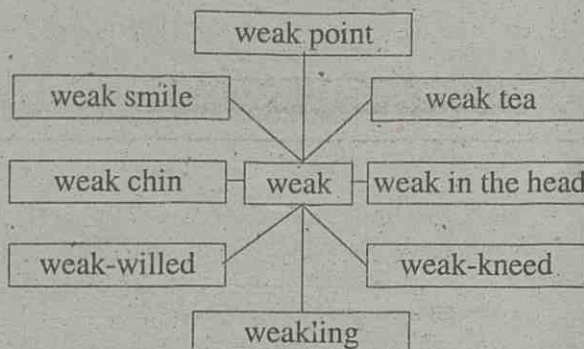 weak point
weak smile
weak tea
weak chin
weak
weak in the head
weak-willed
weak-kneed
weakling